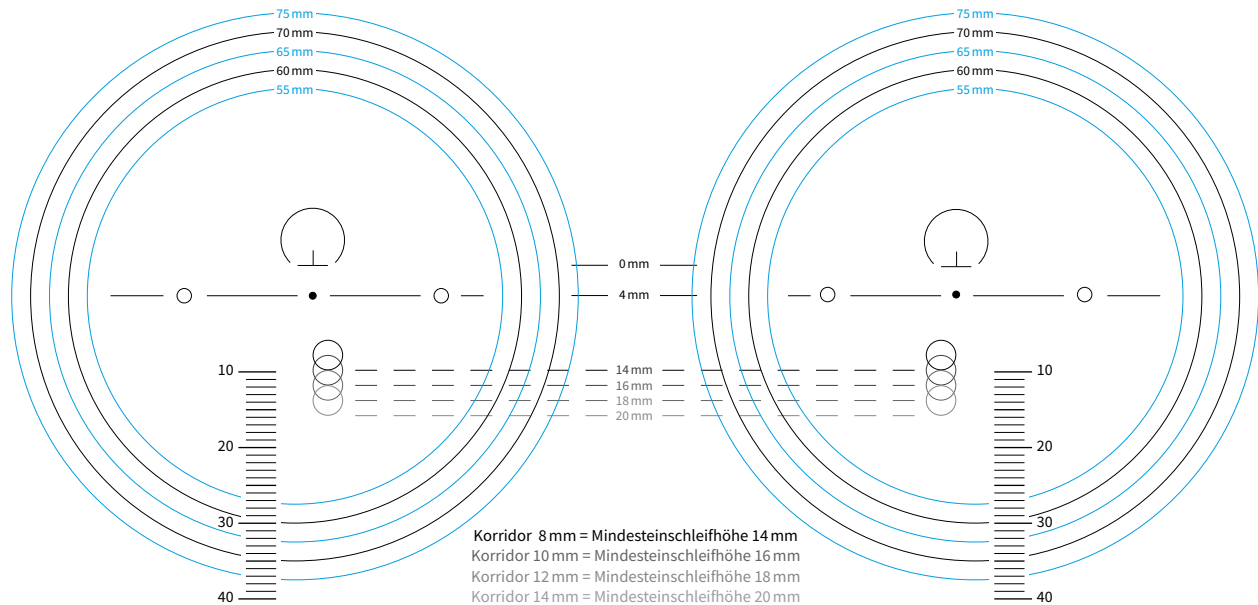 75 mm
70 mm
65 mm
60 mm
55 mm
75 mm
70 mm
65 mm
60 mm
55 mm
0 mm
4 mm
10
14 mm
16 mm
18 mm
20 mm
10
20
20
30
30
Korridor 8 mm = Mindesteinschleifhöhe 14 mm
Korridor 10 mm = Mindesteinschleifhöhe 16 mm
Korridor 12 mm = Mindesteinschleifhöhe 18 mm
Korridor 14 mm = Mindesteinschleifhöhe 20 mm
40
40